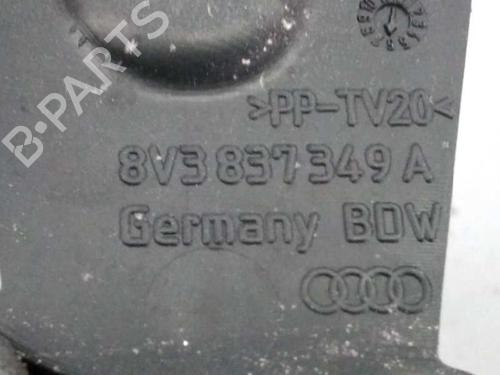 B-PARTS
>PP-TV20<
8V3 837 349 A
Germany BDW